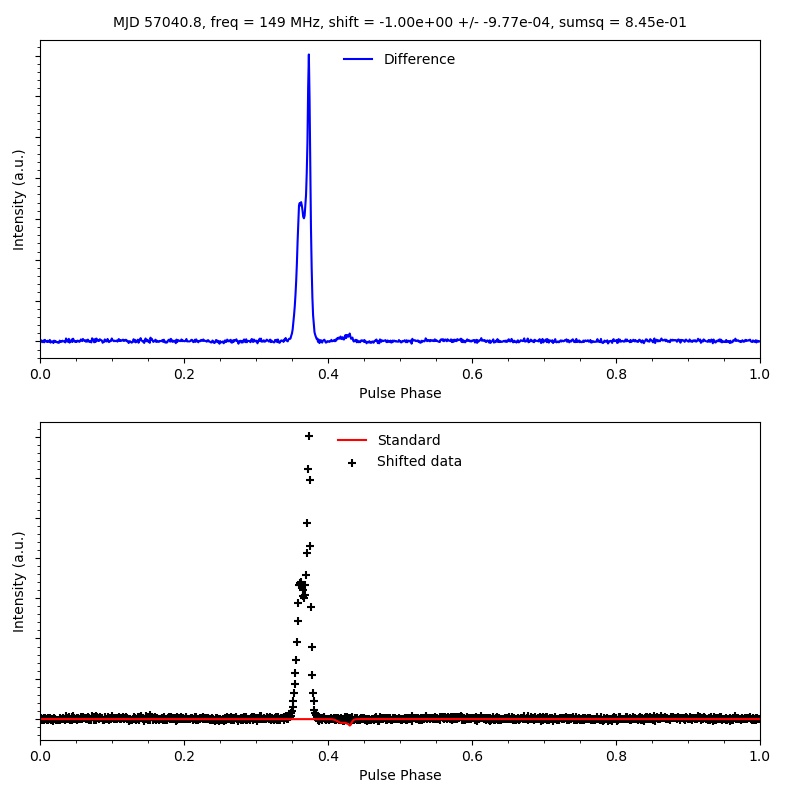 MJD 57040.8, freq = 149 MHz, shift = -1.00e+00 +/- -9.77e-04, sumsq = 8.45e-01
Difference
Intensity (a.u.)
0.0 0.2 0.4 0.6 0.8 1.0
Pulse Phase
Standard
Shifted data
Intensity (a.u.)
0.0 0.2 0.4 0.6 0.8 1.0
Pulse Phase